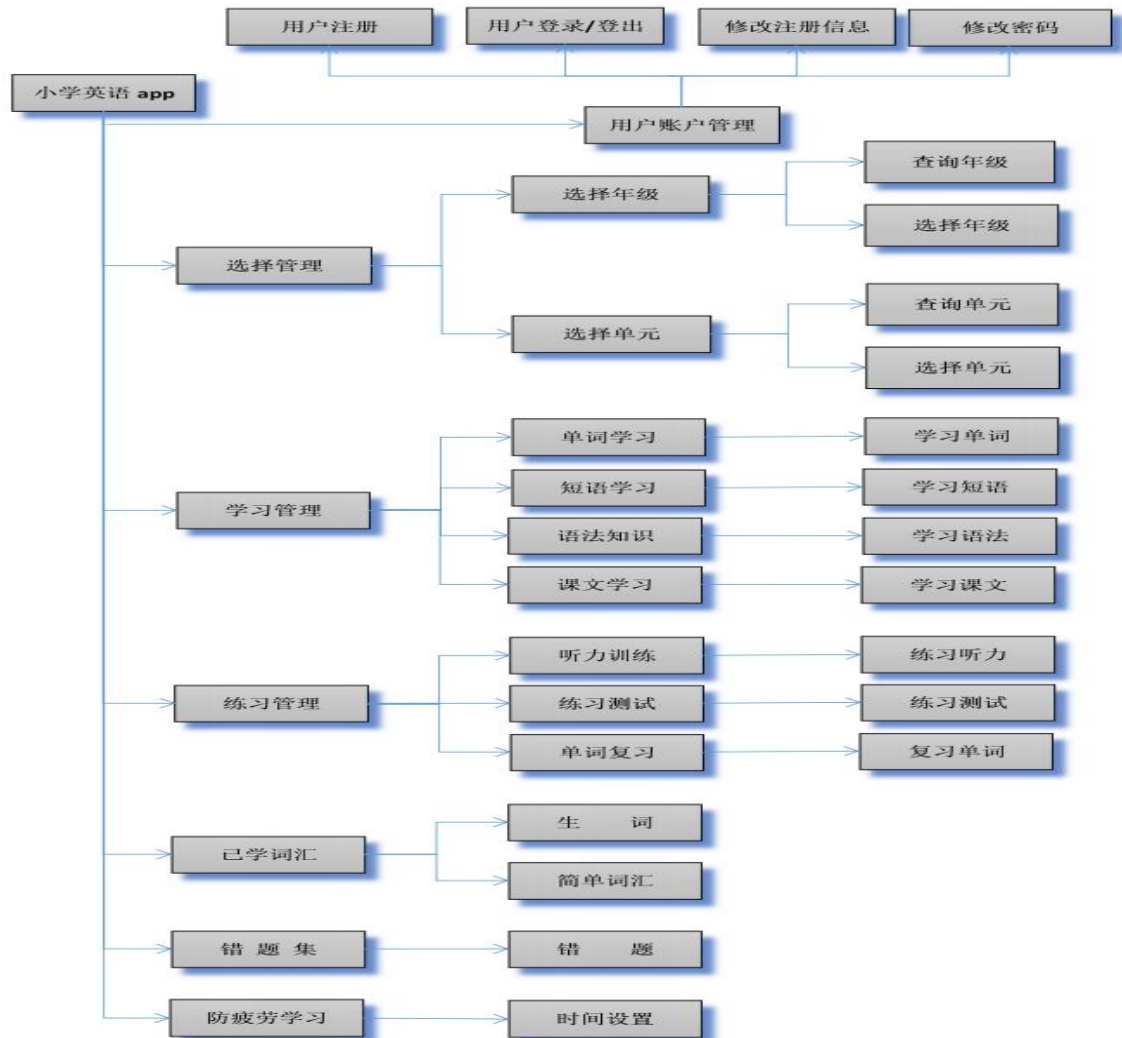 用户注册
用户登录/登出
修改注册信息
修改密码
小学英语 app
用户账户管理
选择管理
选择年级
查询年级
选择年级
选择单元
查询单元
选择单元
学习管理
单词学习
学习单词
短语学习
学习短语
语法知识
学习语法
课文学习
学习课文
练习管理
听力训练
练习听力
练习测试
练习测试
单词复习
复习单词
已学词汇
生 词
简单词汇
错 题 集
错 题
防疲劳学习
时间设置